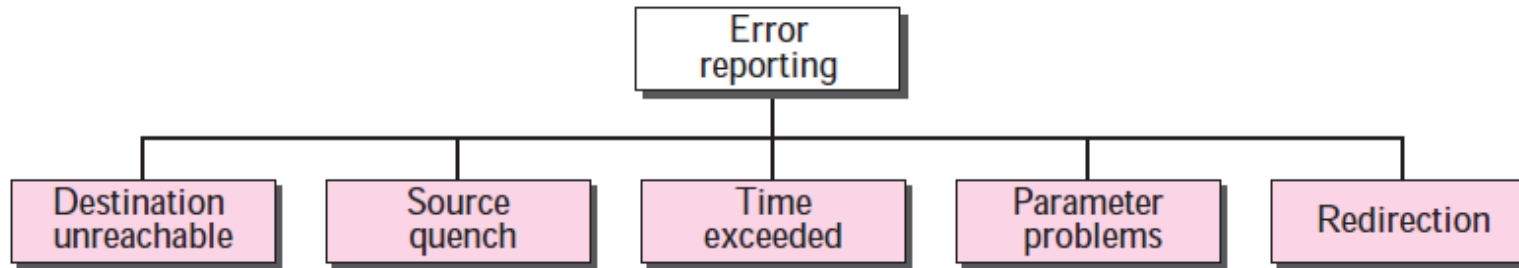 Error
reporting
Destination
unreachable
Source
quench
Time
exceeded
Parameter
problems
Redirection